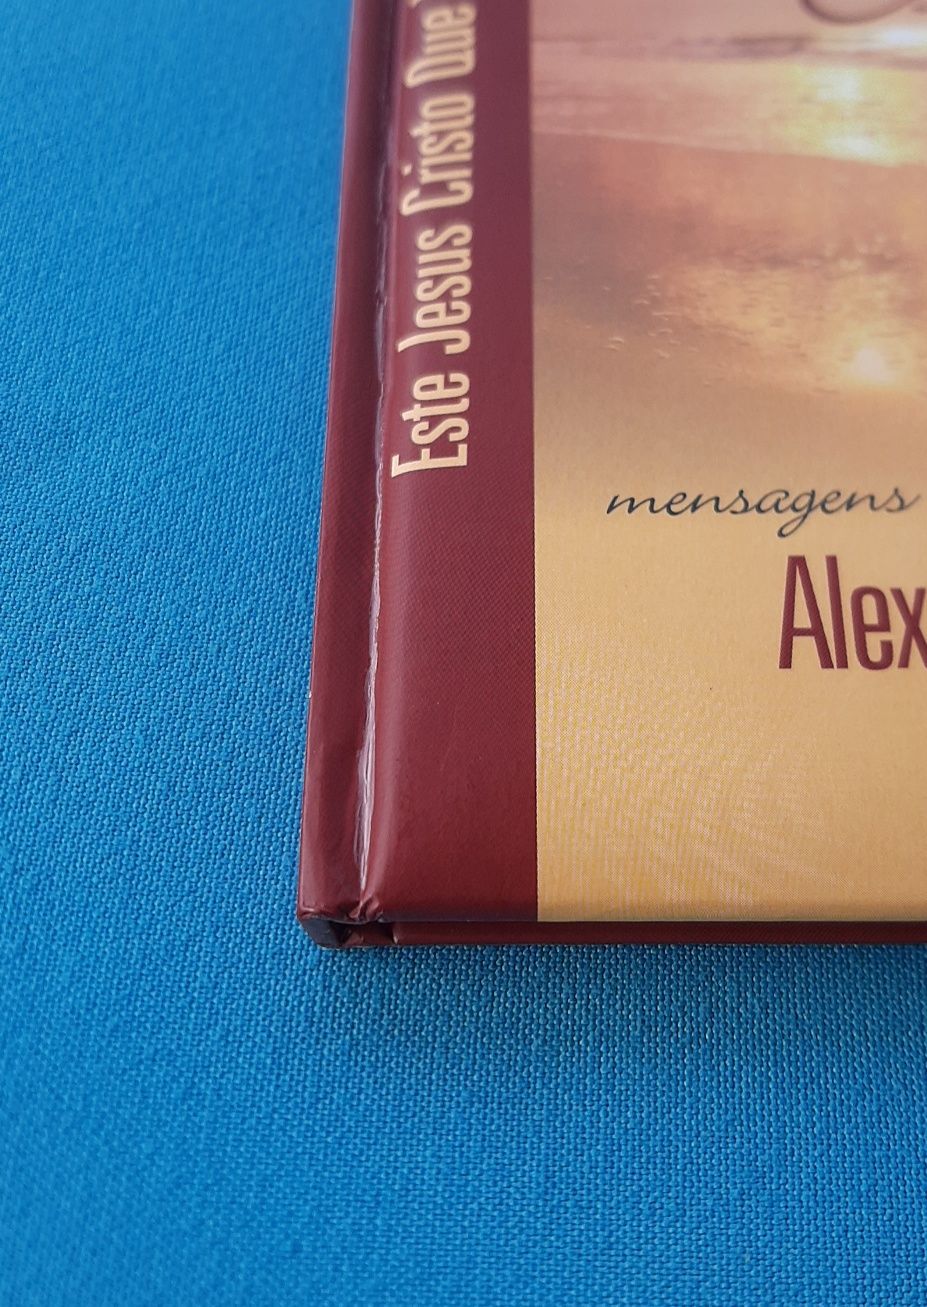 Este Jesus Cristo Que
mensagens
Alex